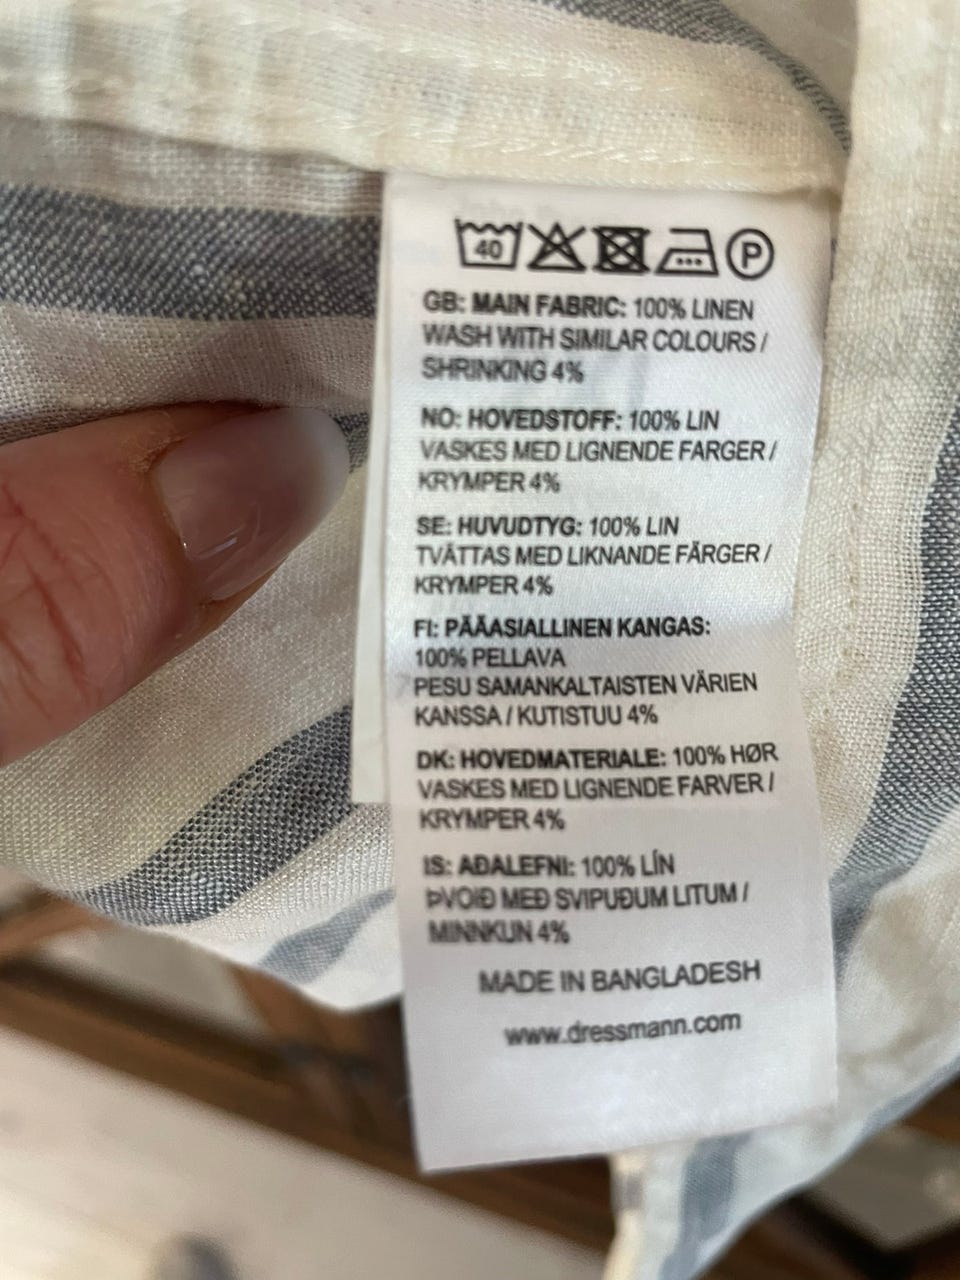 40 P
GB: MAIN FABRIC: 100% LINEN
WASH WITH SIMILAR COLOURS /
SHRINKING 4%
NO: HOVEDSTOFF: 100% LIN
VASKES MED LIGNENDE FARGER /
KRYMPER 4%
SE: HUVUDTYG: 100% LIN
TVÄTTAS MED LIKNANDE FÄRGER /
KRYMPER 4%
FI: PÄÄASIALLINEN KANGAS:
100% PELLAVA
PESU SAMANKALTAISTEN VÄRIEN
KANSSA / KUTISTUU 4%
DK: HOVEDMATERIALE: 100% HØR
VASKES MED LIGNENDE FARVER /
KRYMPER 4%
IS: AÐALEFNI: 100% LÍN
ÞVOIÐ MEÐ SVIPUÐUM LITUM /
MINNKUN 4%
MADE IN BANGLADESH
www.dressmann.com